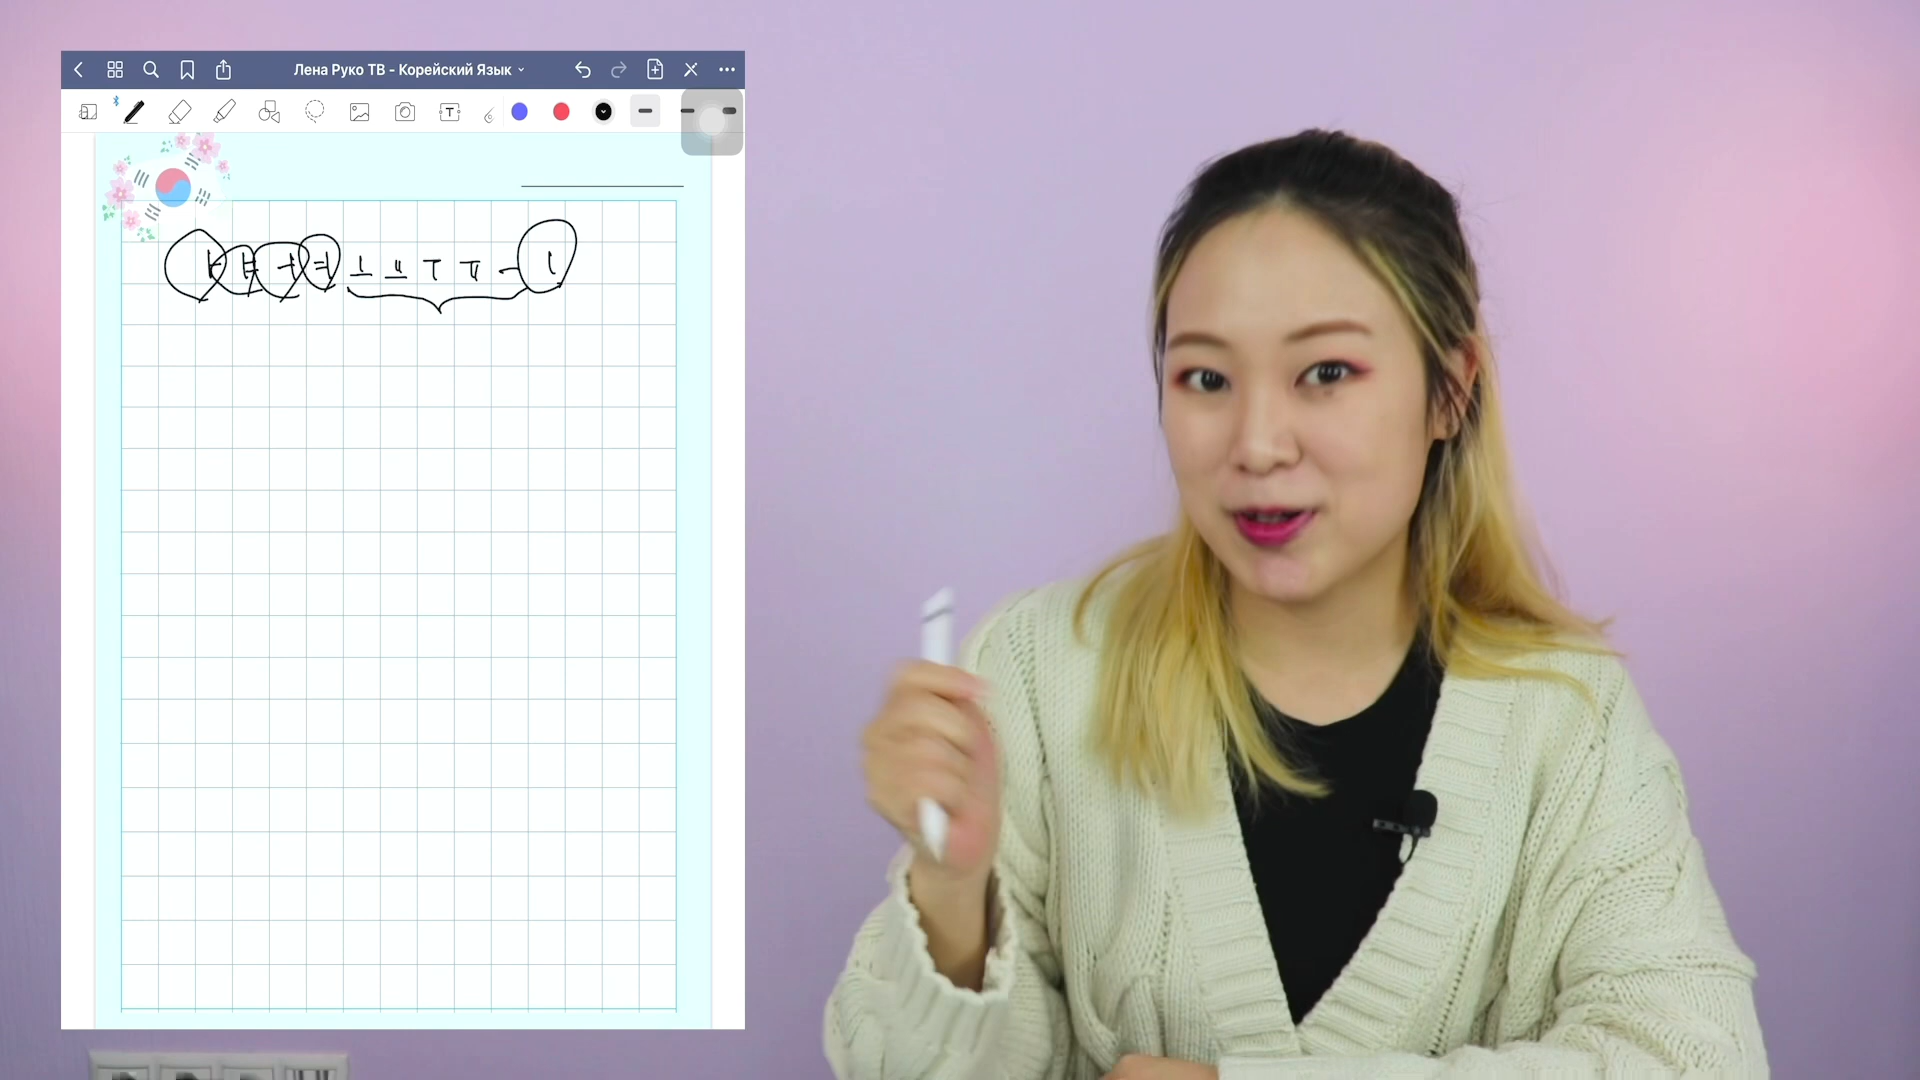 Лена Руко ТВ - Корейский Язык
ㅏ ㅑ ㅓ ㅕ ㅗ ㅛ ㅜ ㅠ ㅡ ㅣ